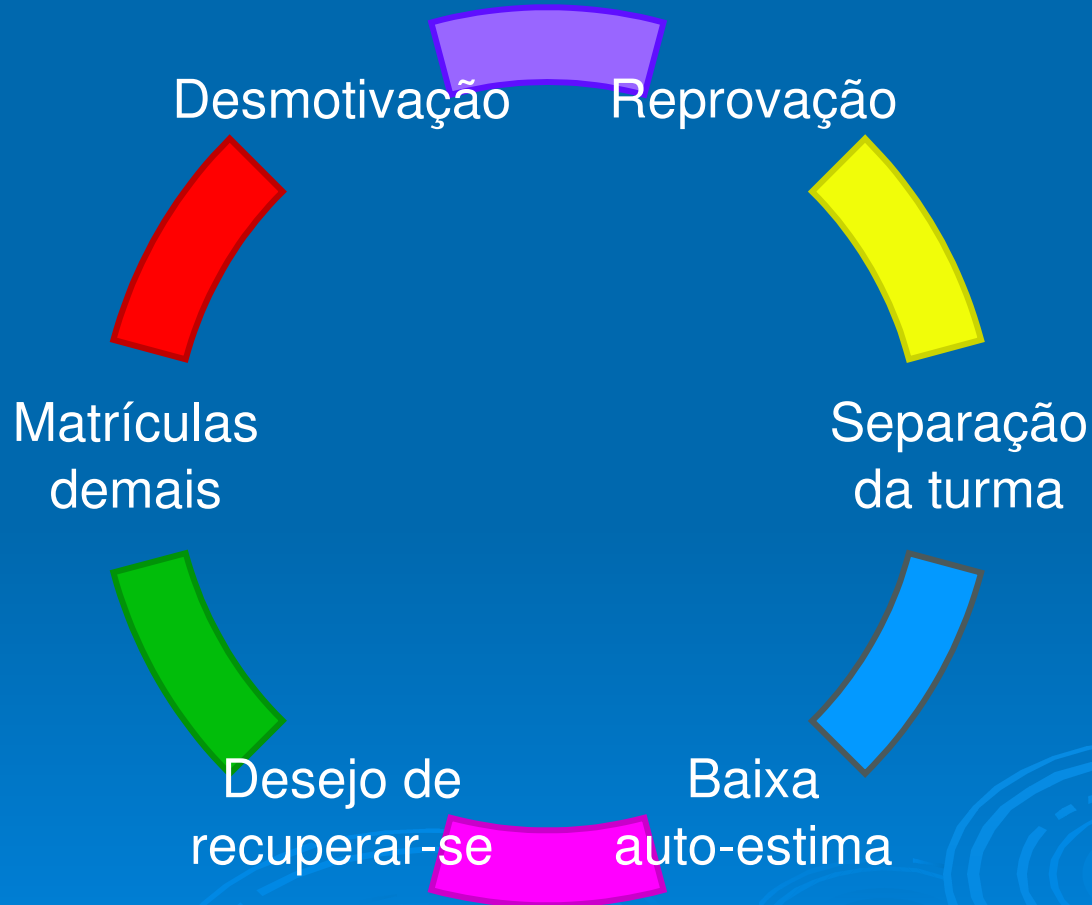 Desmotivação
Reprovação
Matrículas
demais
Separação
da turma
Desejo de
recuperar-se
Baixa
auto-estima